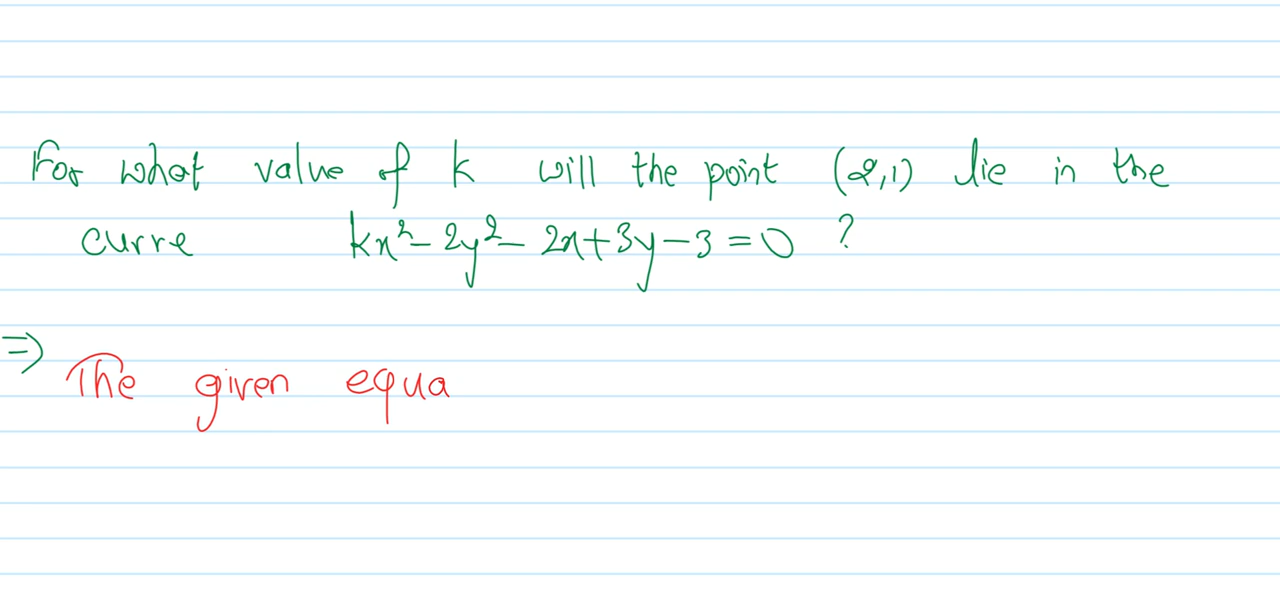 For what value of k will the point (2,1) lie in the
curve kx² - 2y² - 2x + 3y - 3 = 0 ?
⇒
The given equa